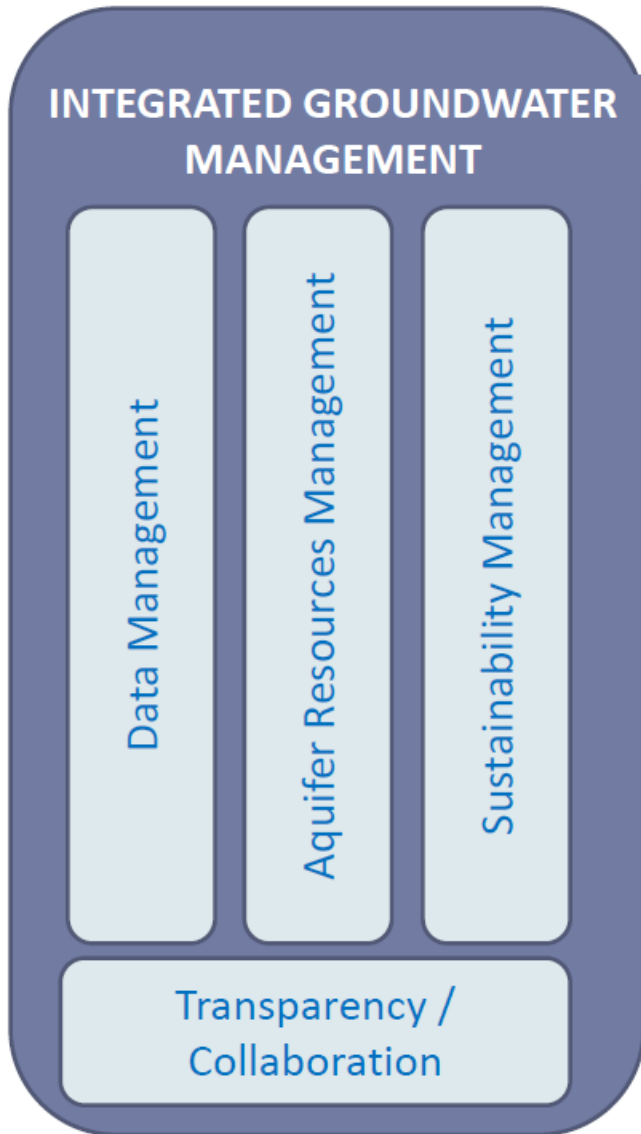 INTEGRATED GROUNDWATER
MANAGEMENT
Data Management
Aquifer Resources Management
Sustainability Management
Transparency /
Collaboration